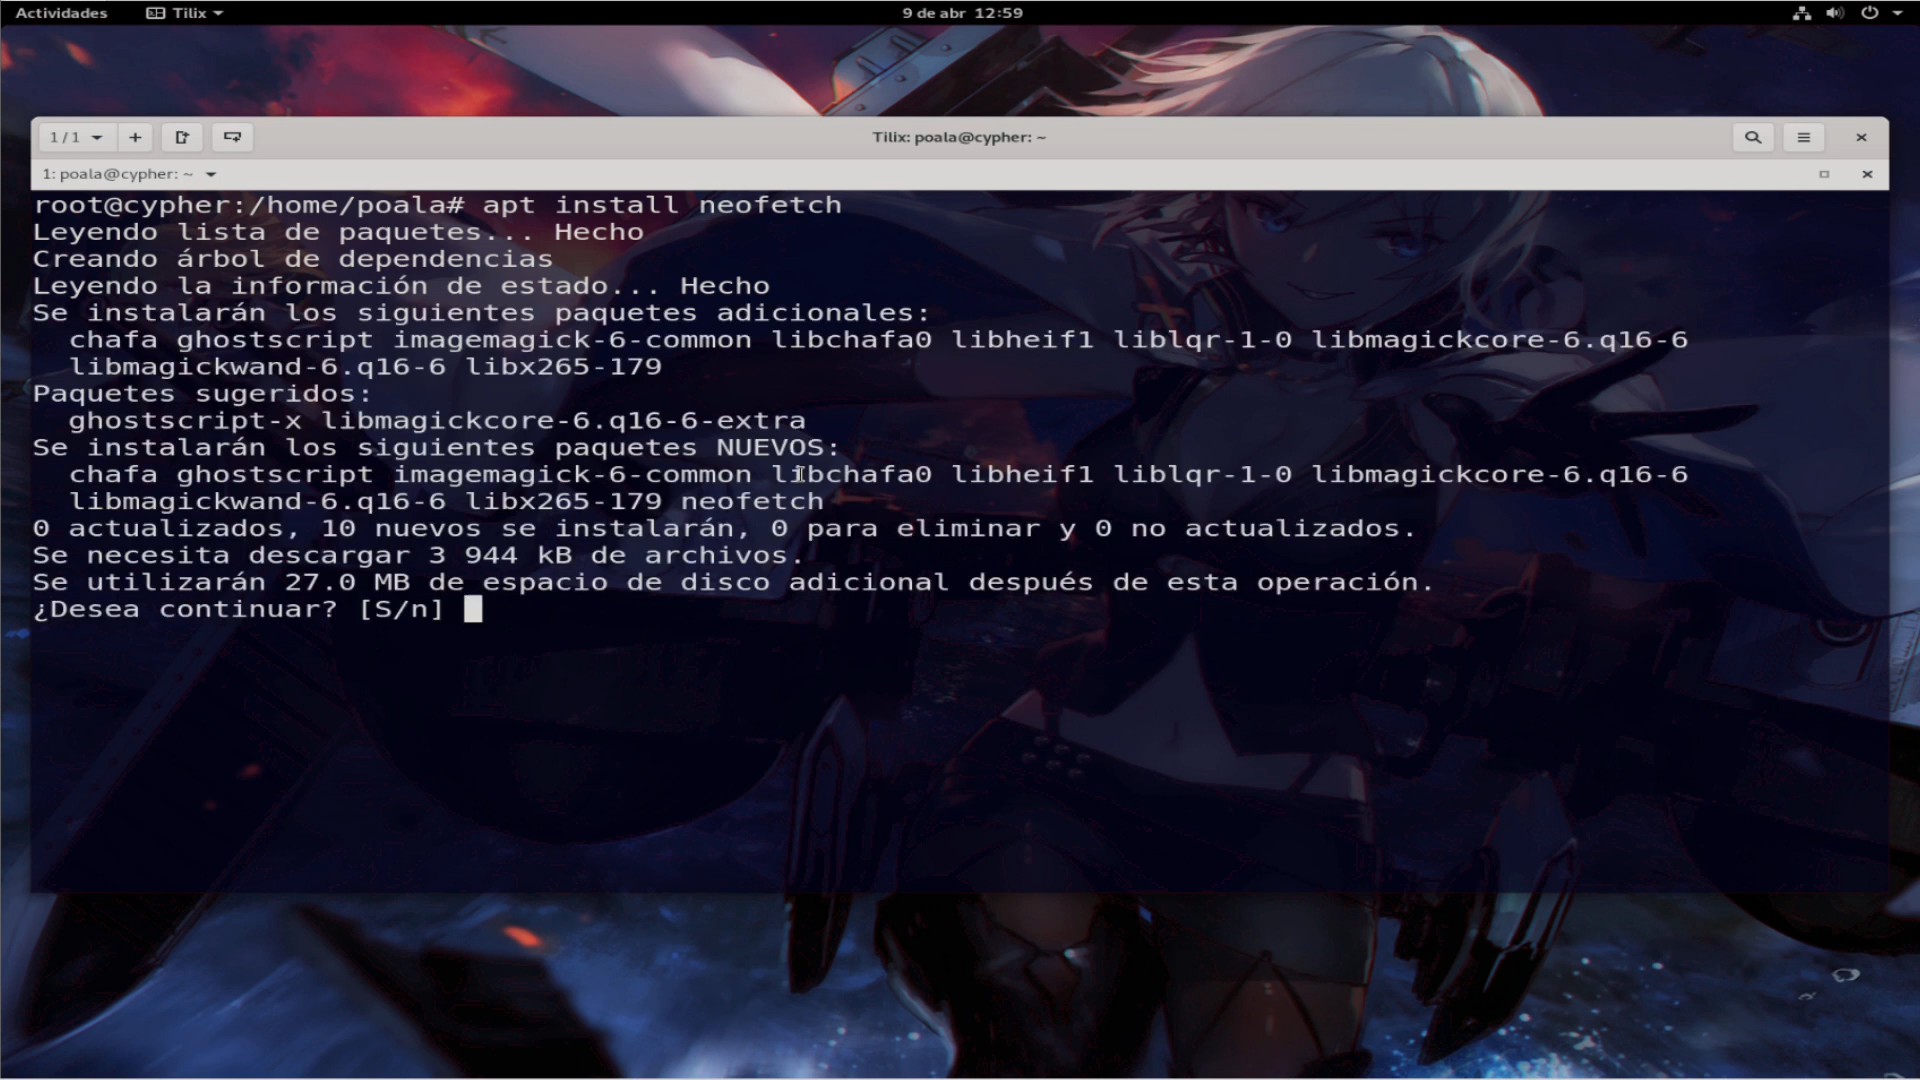 Actividades Tilix 9 de abr 12:59
1 / 1 Tilix: poala@cypher: ~
1: poala@cypher: ~
root@cypher:/home/poala# apt install neofetch
Leyendo lista de paquetes... Hecho
Creando árbol de dependencias
Leyendo la información de estado... Hecho
Se instalarán los siguientes paquetes adicionales:
chafa ghostscript imagemagick-6-common libchafa0 libheif1 liblqr-1-0 libmagickcore-6.q16-6
libmagickwand-6.q16-6 libx265-179
Paquetes sugeridos:
ghostscript-x libmagickcore-6.q16-6-extra
Se instalarán los siguientes paquetes NUEVOS:
chafa ghostscript imagemagick-6-common libchafa0 libheif1 liblqr-1-0 libmagickcore-6.q16-6
libmagickwand-6.q16-6 libx265-179 neofetch
0 actualizados, 10 nuevos se instalarán, 0 para eliminar y 0 no actualizados.
Se necesita descargar 3 944 kB de archivos.
Se utilizarán 27.0 MB de espacio de disco adicional después de esta operación.
¿Desea continuar? [S/n]